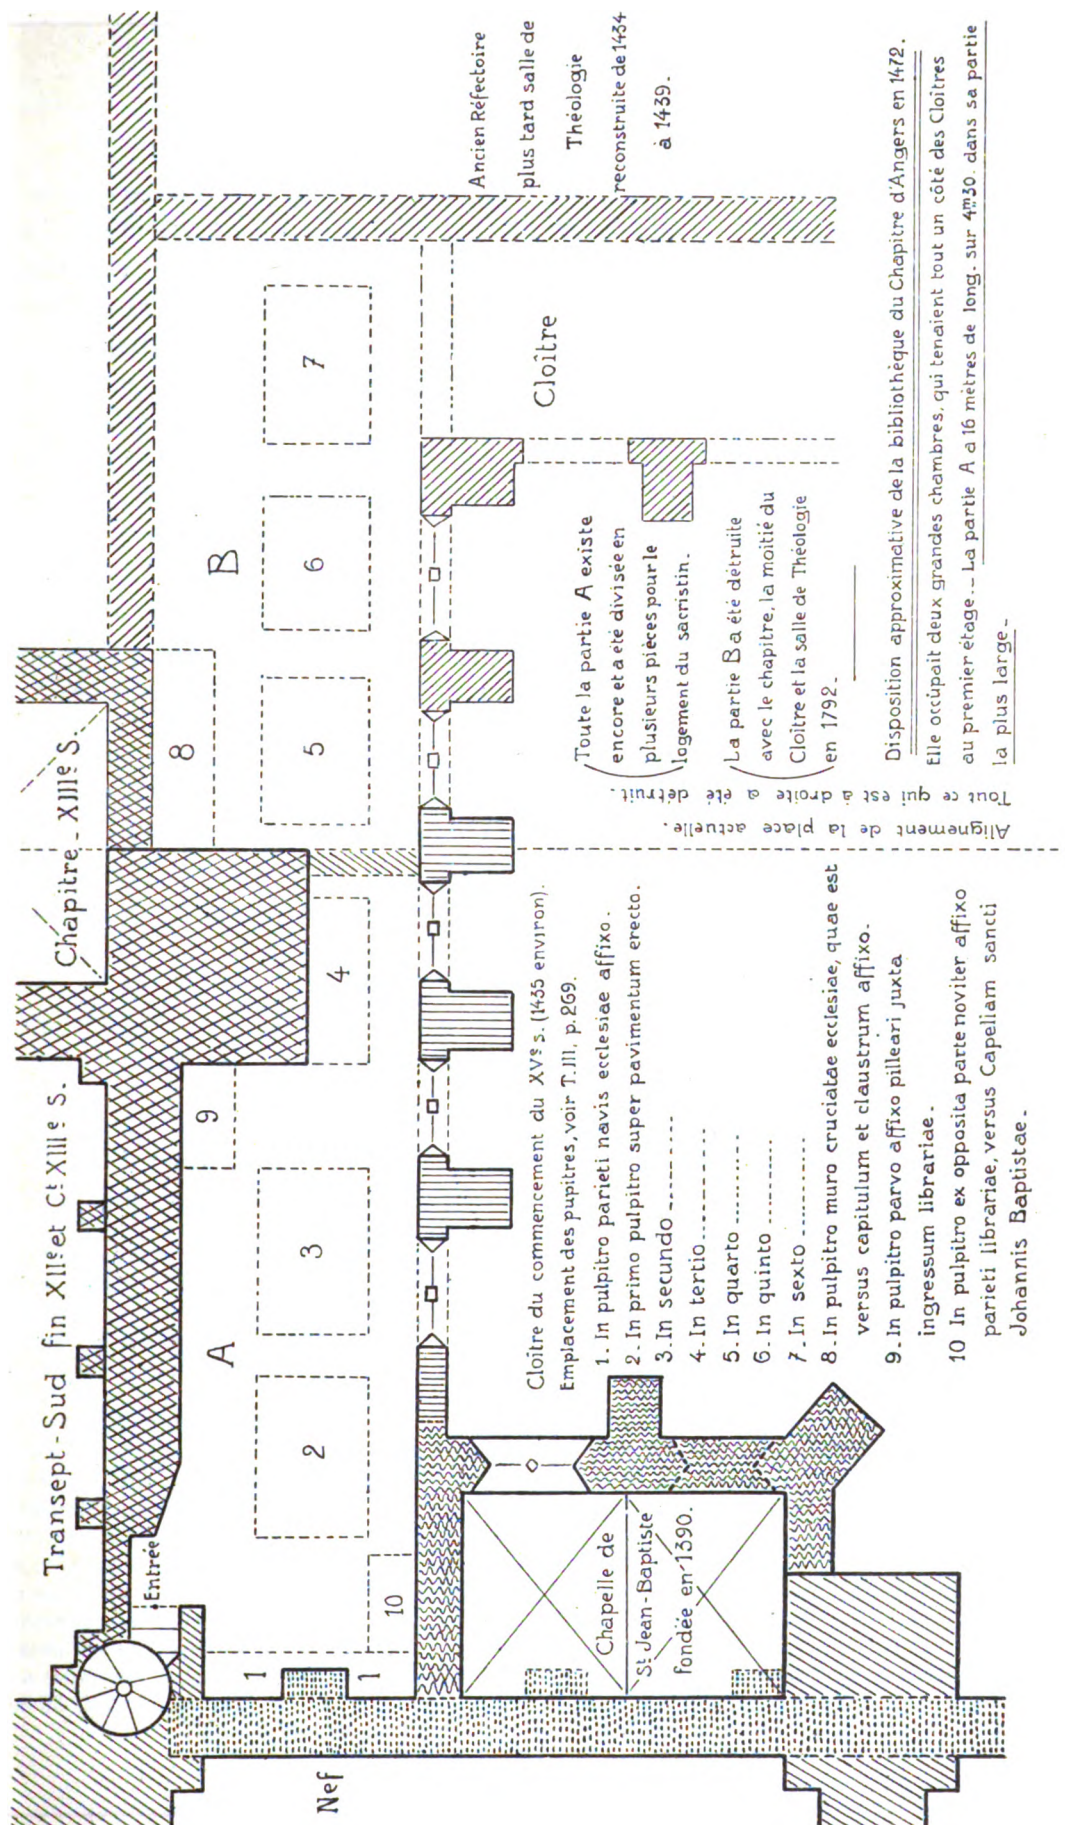 Transept-Sud fin XIIe et Ct XIIIe S.
Chapitre - XIIIe S.
Entrée
A
B
1
1
2
3
4
5
6
7
8
9
10
Nef
Chapelle de
St Jean-Baptiste
fondée en 1390.
Cloître
Ancien Réfectoire
plus tard salle de
Théologie
reconstruite de 1434
à 1439.
Cloître du commencement du XVe s. (1435 environ).
Emplacement des pupitres, voir T. III, p. 269.
1. In pulpitro parieti navis ecclesiae affixo.
2. In primo pulpitro super pavimentum erecto.
3. In secundo --------
4. In tertio --------
5. In quarto --------
6. In quinto --------
7. In sexto --------
8. In pulpitro muro cruciatae ecclesiae, quae est
versus capitulum et claustrum affixo.
9. In pulpitro parvo affixo pilleari juxta
ingressum librariae.
10 In pulpitro ex opposita parte noviter affixo
parieti librariae, versus Capellam sancti
Johannis Baptistae.
Alignement de la place actuelle.
Tout ce qui est à droite a été détruit.
Toute la partie A existe
encore et a été divisée en
plusieurs pièces pour le
logement du sacristin.
La partie B a été détruite
avec le chapitre, la moitié du
Cloître et la salle de Théologie
en 1792.
Disposition approximative de la bibliothèque du Chapitre d'Angers en 1472.
Elle occupait deux grandes chambres, qui tenaient tout un côté des Cloîtres
au premier étage. - La partie A a 16 mètres de long. sur 4m30. dans sa partie
la plus large.